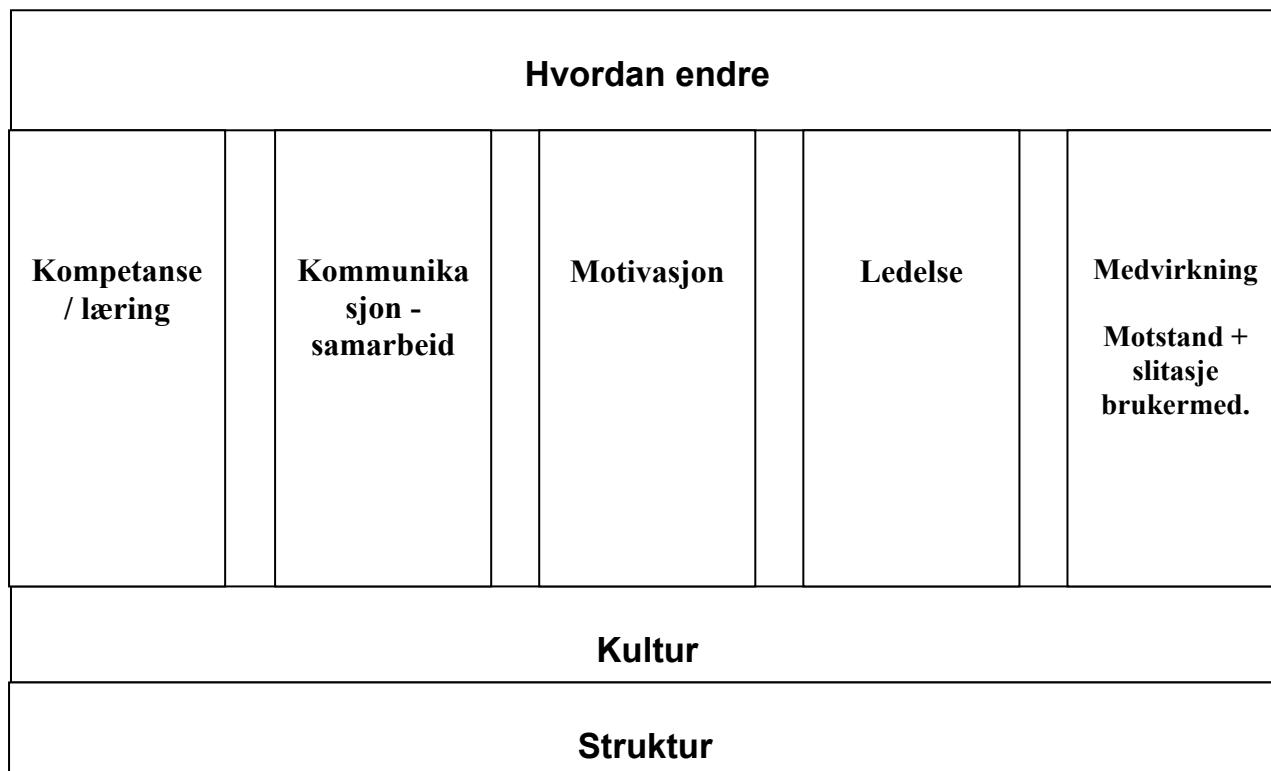 Hvordan endre
Kompetanse
/ læring
Kommunika
sjon -
samarbeid
Motivasjon
Ledelse
Medvirkning
Motstand +
slitasje
brukermed.
Kultur
Struktur